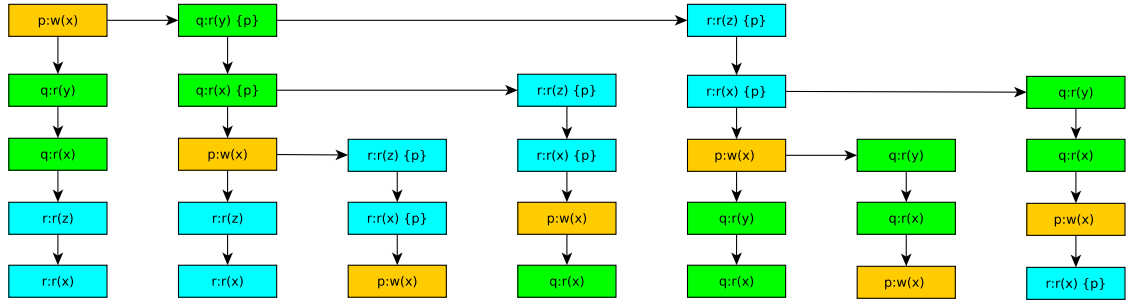 p:w(x) q:r(y) {p} r:r(z) {p}
q:r(y) q:r(x) {p} r:r(z) {p} r:r(x) {p} q:r(y)
q:r(x) p:w(x) r:r(z) {p} r:r(x) {p} p:w(x) q:r(y) q:r(x)
r:r(z) r:r(z) r:r(x) {p} p:w(x) q:r(y) q:r(x) p:w(x)
r:r(x) r:r(x) p:w(x) q:r(x) q:r(x) p:w(x) r:r(x) {p}